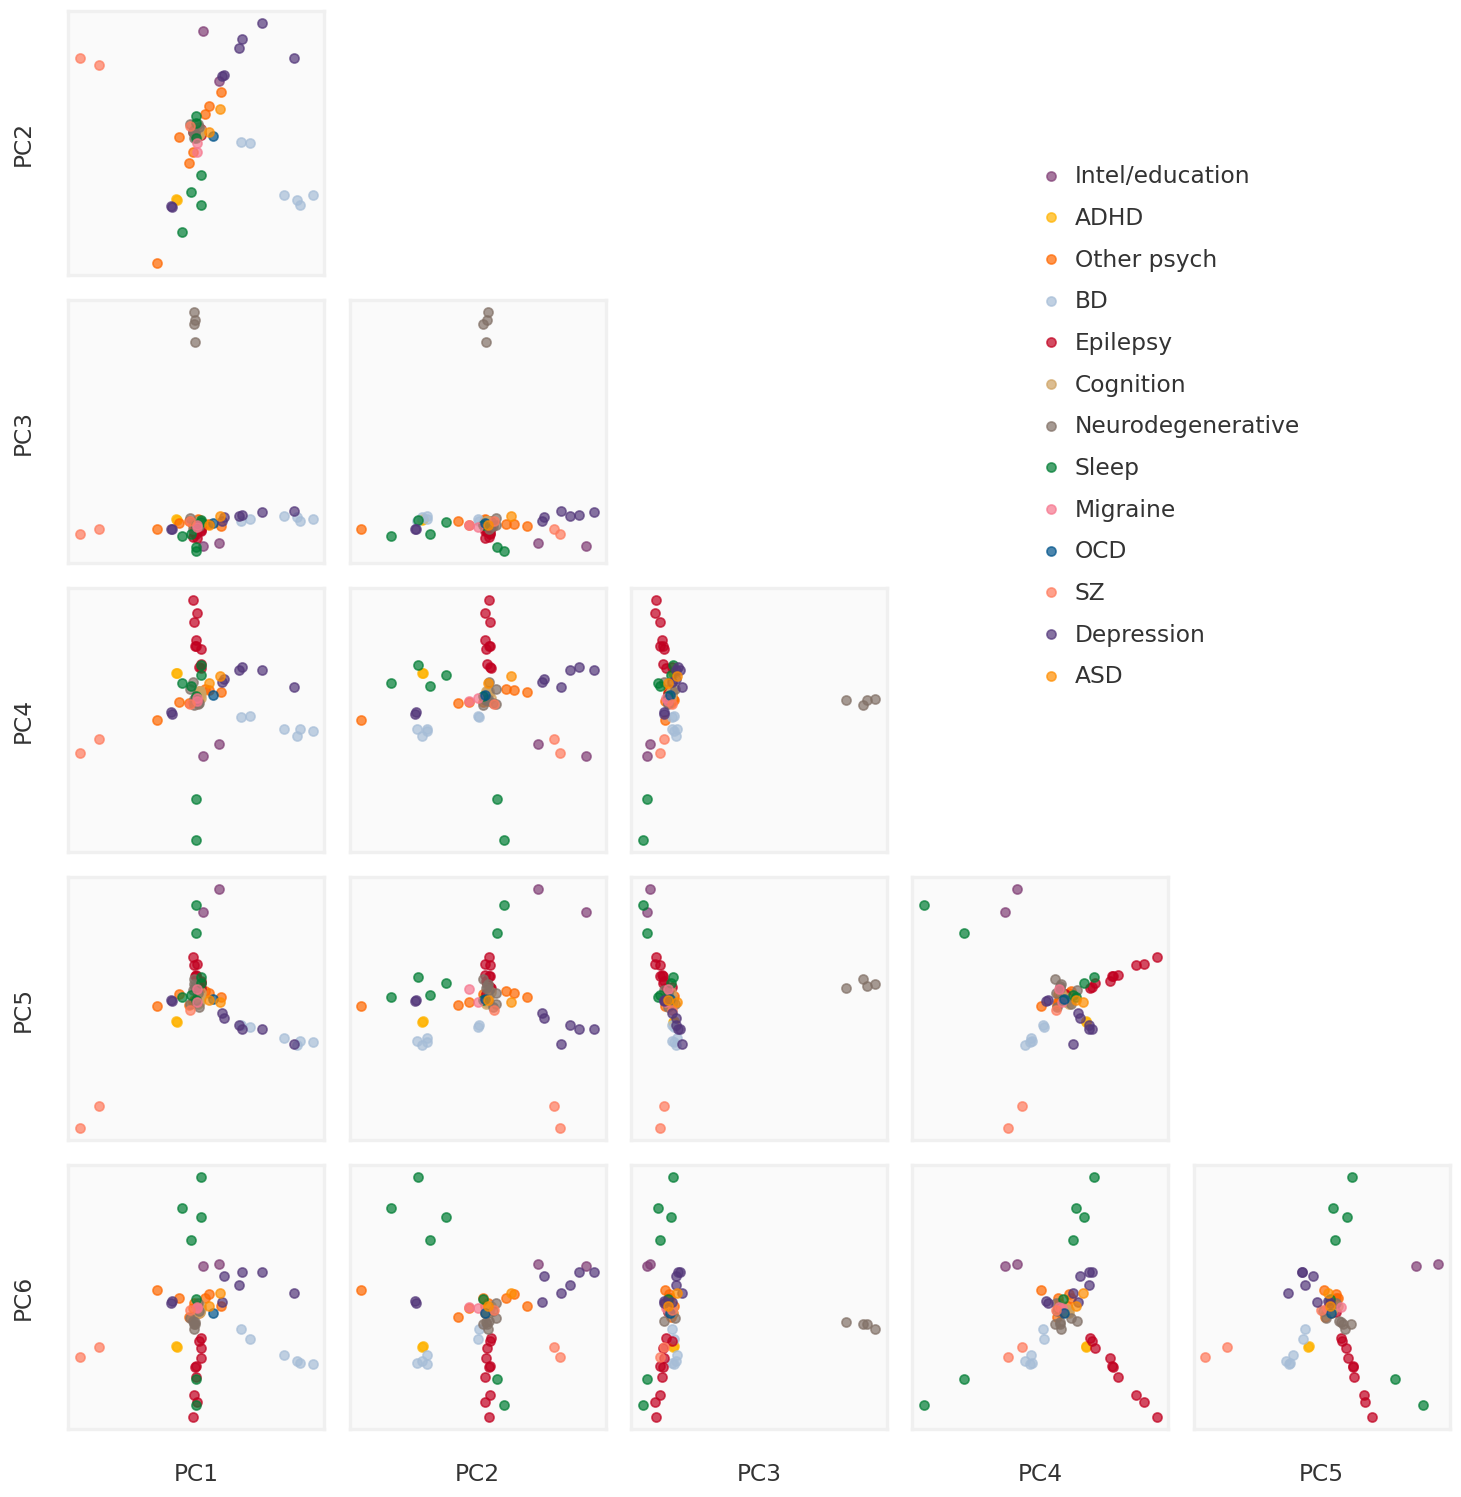 PC2
Intel/education
ADHD
Other psych
BD
Epilepsy
Cognition
Neurodegenerative
Sleep
Migraine
OCD
SZ
Depression
ASD
PC3
PC4
PC5
PC6
PC1
PC2
PC3
PC4
PC5